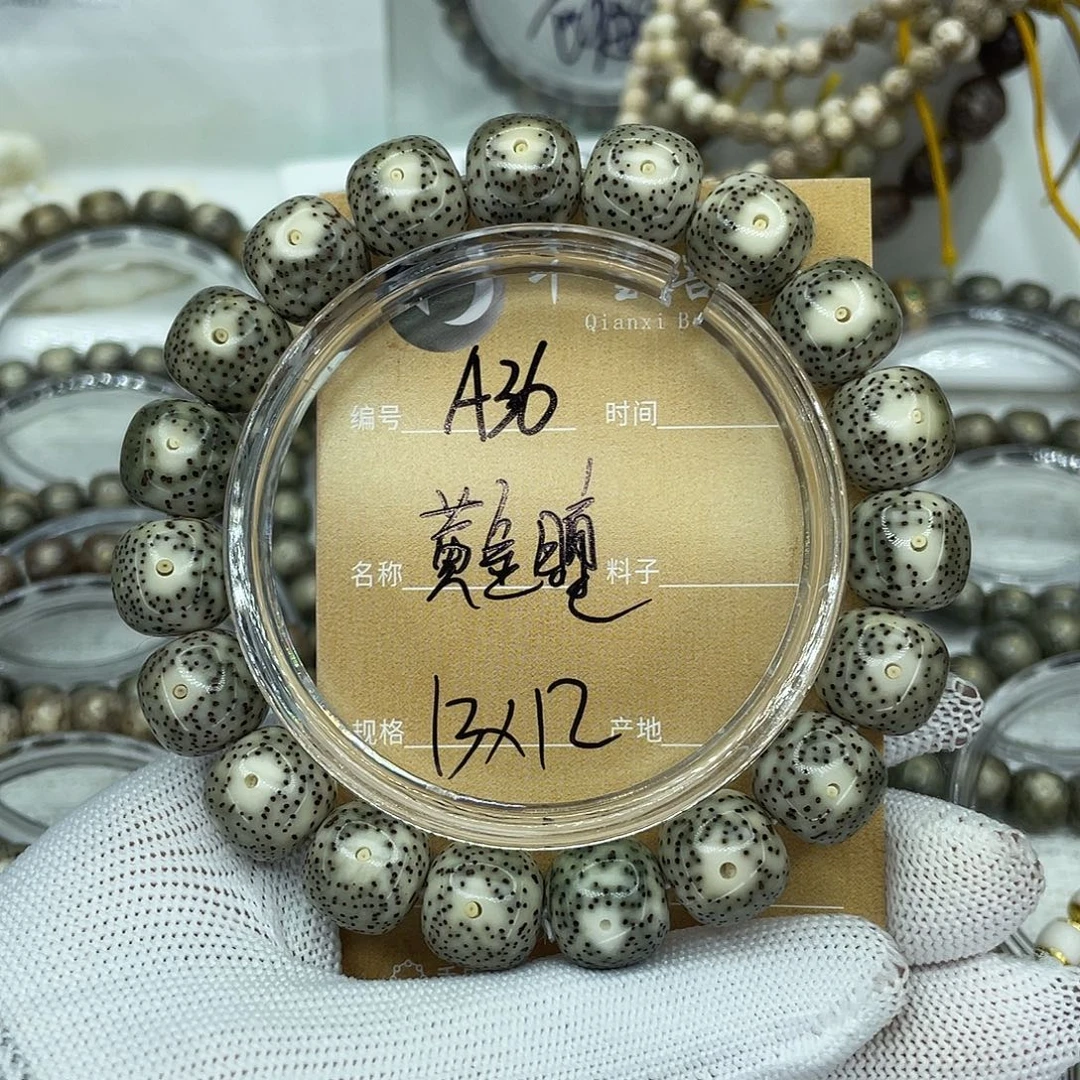 Qianxi B
编号 A36 时间
名称 黄金瞳 料子
规格 13X12 产地